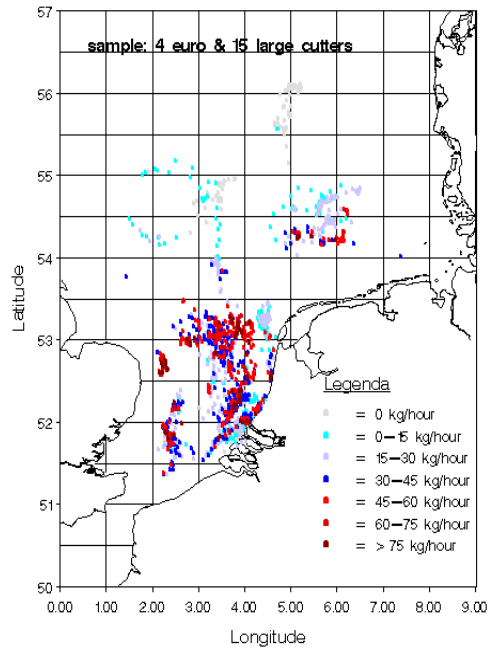 57
sample: 4 euro & 15 large cutters
56
55
54
53
52
51
50
Latitude
Legenda
= 0 kg/hour
= 0–15 kg/hour
= 15–30 kg/hour
= 30–45 kg/hour
= 45–60 kg/hour
= 60–75 kg/hour
= > 75 kg/hour
0.00 1.00 2.00 3.00 4.00 5.00 6.00 7.00 8.00 9.00
Longitude